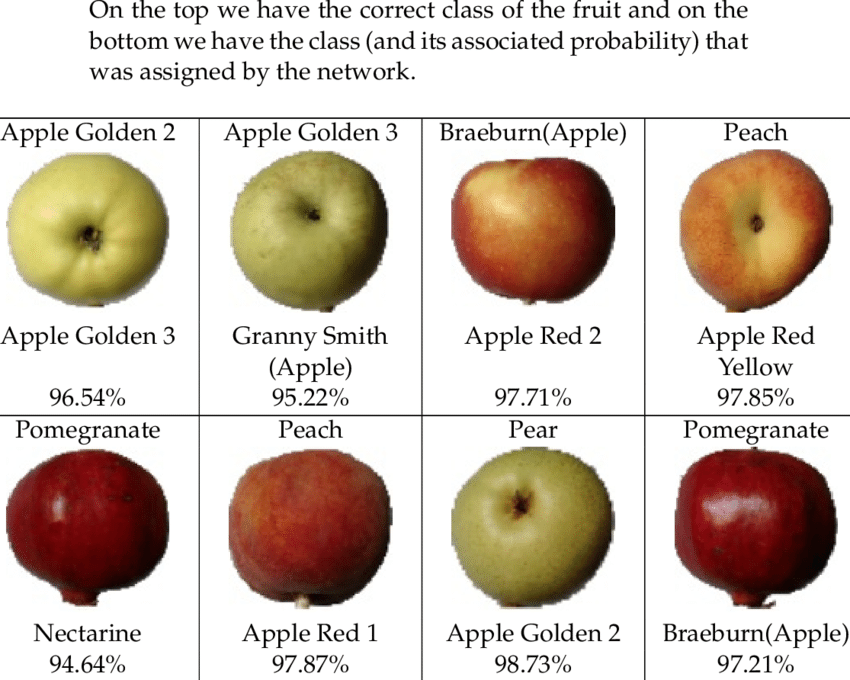 On the top we have the correct class of the fruit and on the
bottom we have the class (and its associated probability) that
was assigned by the network.
Apple Golden 2
Apple Golden 3
Braeburn(Apple)
Peach
Apple Golden 3
Granny Smith
(Apple)
Apple Red 2
Apple Red
Yellow
96.54%
95.22%
97.71%
97.85%
Pomegranate
Peach
Pear
Pomegranate
Nectarine
Apple Red 1
Apple Golden 2
Braeburn(Apple)
94.64%
97.87%
98.73%
97.21%